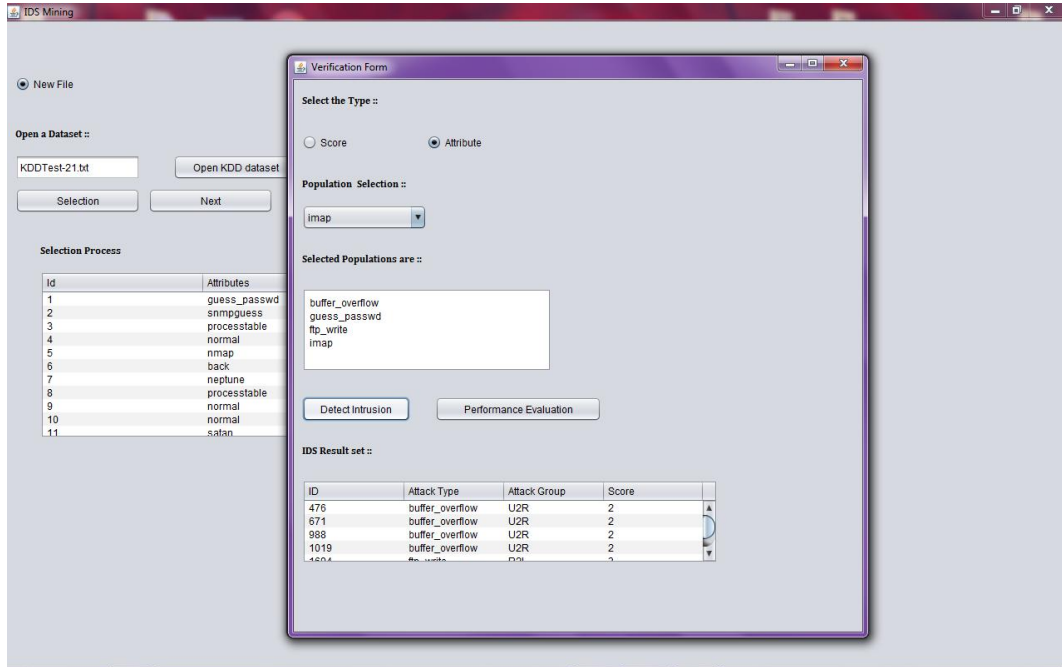 IDS Mining
New File
Open a Dataset ::
KDDTest-21.txt
Open KDD dataset
Selection
Next
Selection Process
Id Attributes
1 guess_passwd
2 snmpguess
3 processtable
4 normal
5 nmap
6 back
7 neptune
8 processtable
9 normal
10 normal
11 satan
Verification Form
Select the Type ::
Score
Attribute
Population Selection ::
imap
Selected Populations are ::
buffer_overflow
guess_passwd
ftp_write
imap
Detect Intrusion
Performance Evaluation
IDS Result set ::
ID Attack Type Attack Group Score
476 buffer_overflow U2R 2
671 buffer_overflow U2R 2
988 buffer_overflow U2R 2
1019 buffer_overflow U2R 2
ftp_write R2L